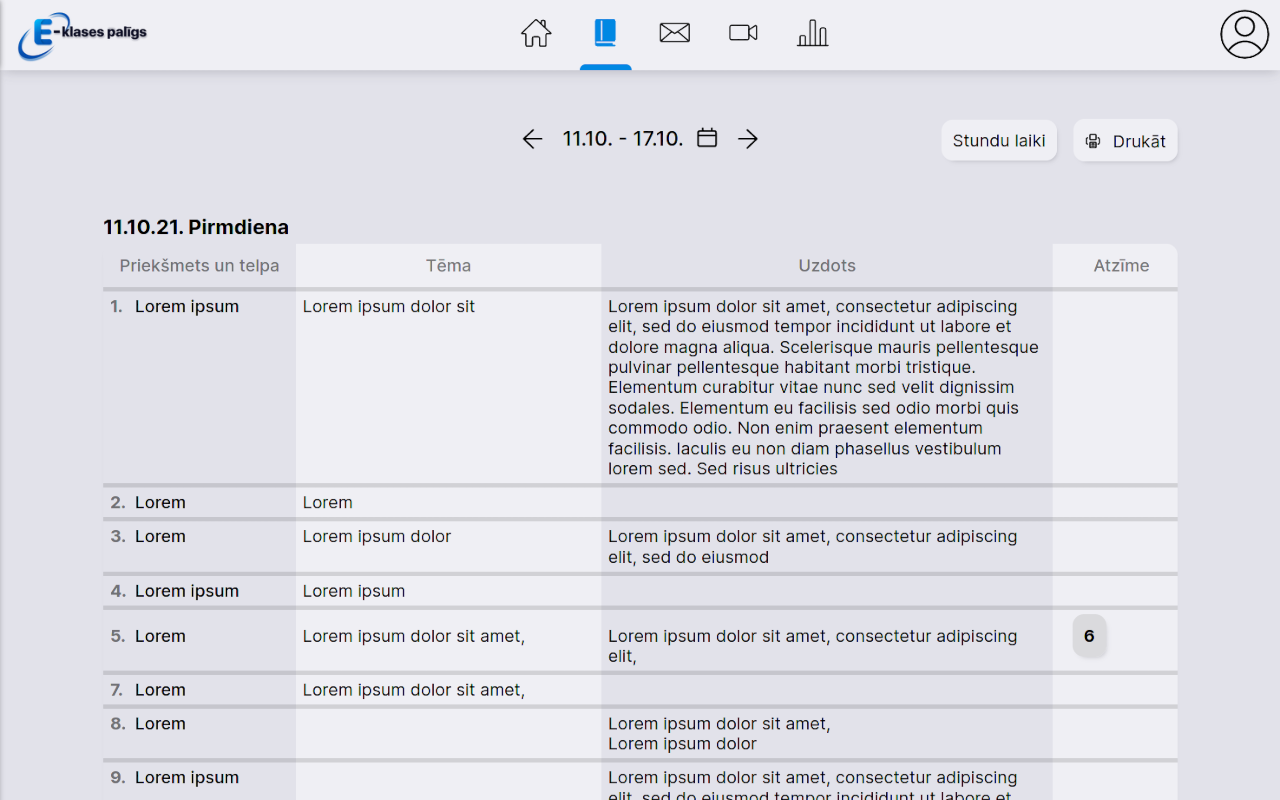 E-klases palīgs
11.10. - 17.10.
Stundu laiki
Drukāt
11.10.21. Pirmdiena
Priekšmets un telpa
Tēma
Uzdots
Atzīme
1. Lorem ipsum
Lorem ipsum dolor sit
Lorem ipsum dolor sit amet, consectetur adipiscing
elit, sed do eiusmod tempor incididunt ut labore et
dolore magna aliqua. Scelerisque mauris pellentesque
pulvinar pellentesque habitant morbi tristique.
Elementum curabitur vitae nunc sed velit dignissim
sodales. Elementum eu facilisis sed odio morbi quis
commodo odio. Non enim praesent elementum
facilisis. Iaculis eu non diam phasellus vestibulum
lorem sed. Sed risus ultricies
2. Lorem
Lorem
3. Lorem
Lorem ipsum dolor
Lorem ipsum dolor sit amet, consectetur adipiscing
elit, sed do eiusmod
4. Lorem ipsum
Lorem ipsum
5. Lorem
Lorem ipsum dolor sit amet,
Lorem ipsum dolor sit amet, consectetur adipiscing
elit,
6
7. Lorem
Lorem ipsum dolor sit amet,
8. Lorem
Lorem ipsum dolor sit amet,
Lorem ipsum dolor
9. Lorem ipsum
Lorem ipsum dolor sit amet, consectetur adipiscing
elit, sed do eiusmod tempor incididunt ut labore et